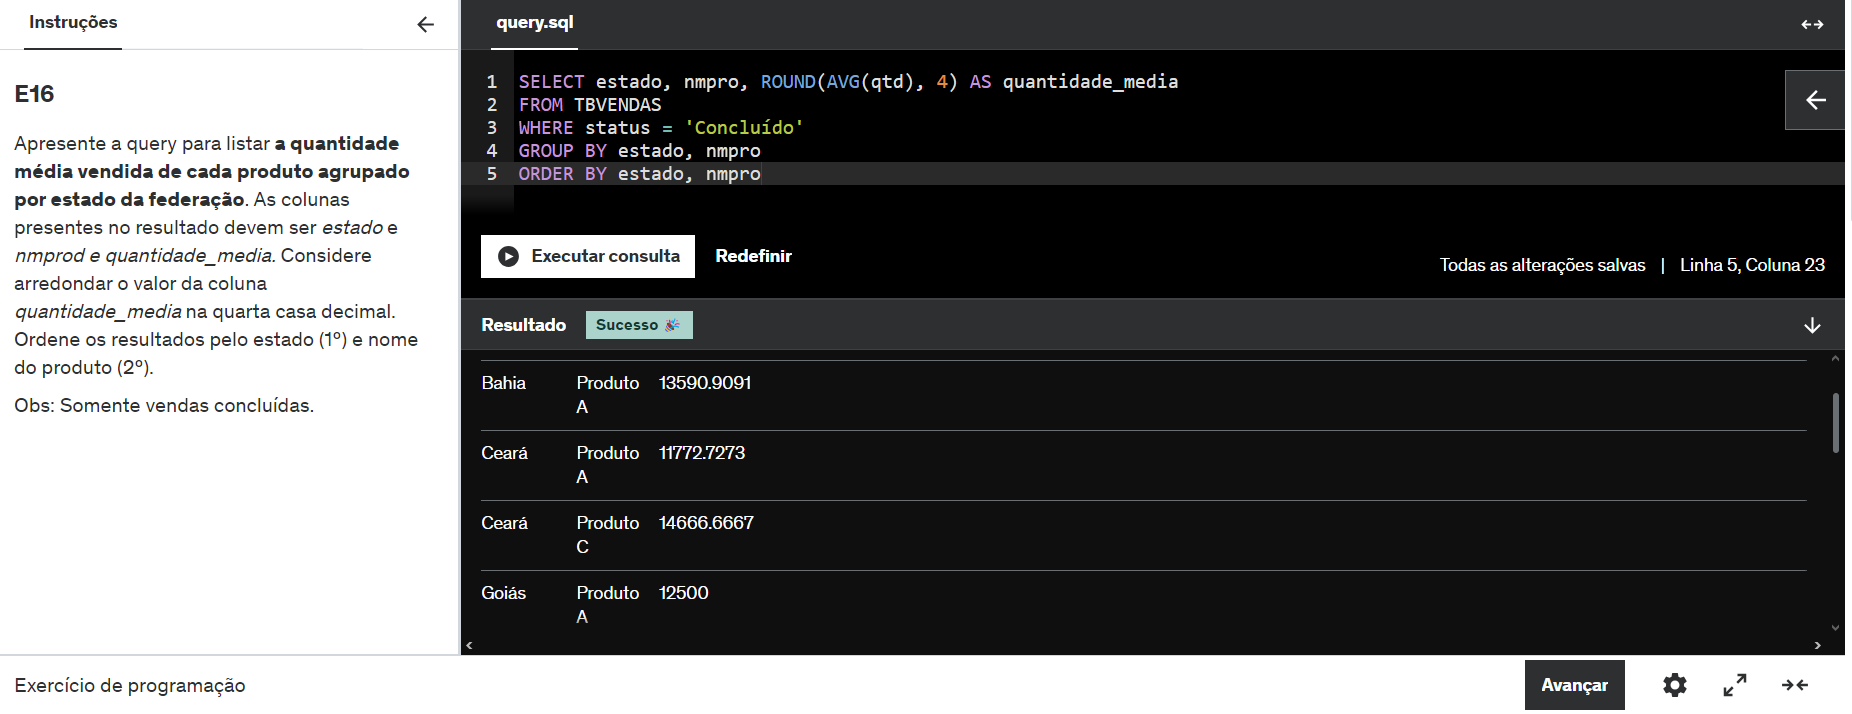 Instruções
E16
Apresente a query para listar a quantidade
média vendida de cada produto agrupado
por estado da federação. As colunas
presentes no resultado devem ser estado e
nmprod e quantidade_media. Considere
arredondar o valor da coluna
quantidade_media na quarta casa decimal.
Ordene os resultados pelo estado (1º) e nome
do produto (2º).
Obs: Somente vendas concluídas.
query.sql
1 SELECT estado, nmpro, ROUND(AVG(qtd), 4) AS quantidade_media
2 FROM TBVENDAS
3 WHERE status = 'Concluído'
4 GROUP BY estado, nmpro
5 ORDER BY estado, nmpro
Executar consulta Redefinir
Todas as alterações salvas | Linha 5, Coluna 23
Resultado Sucesso 🎉
Bahia Produto 13590.9091
A
Ceará Produto 11772.7273
A
Ceará Produto 14666.6667
C
Goiás Produto 12500
A
Exercício de programação
Avançar